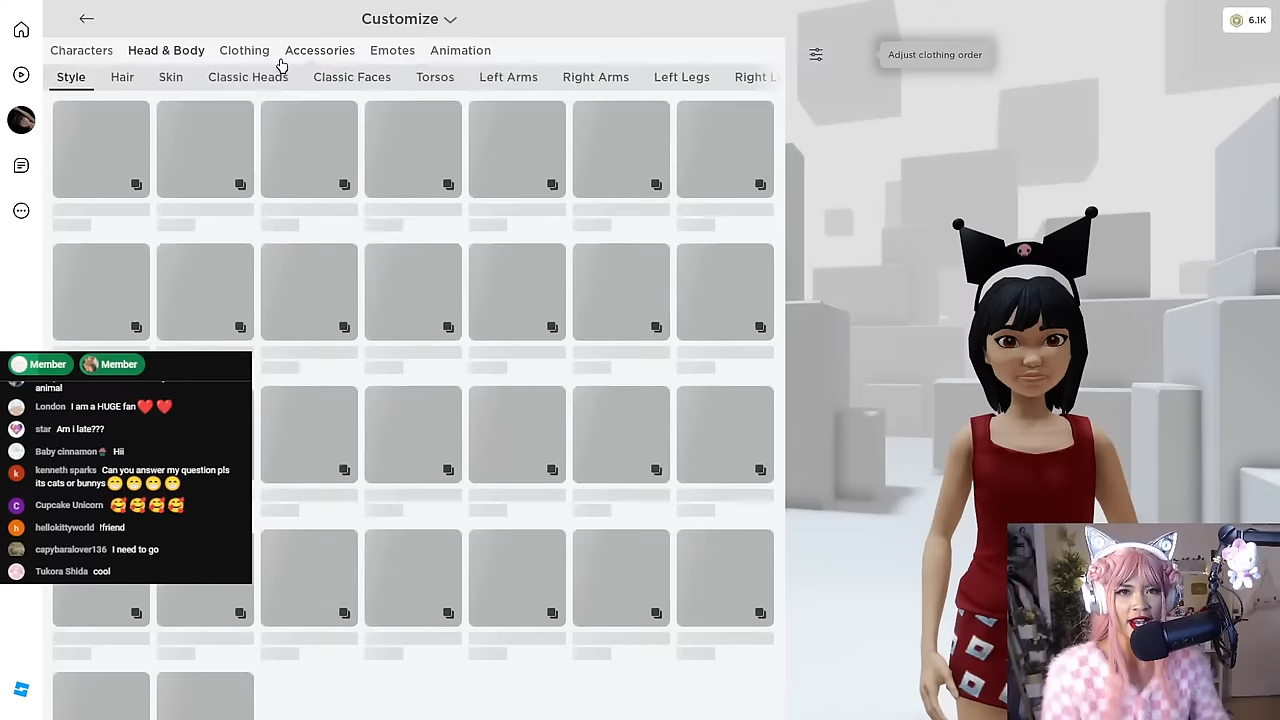 Customize
6.1K
Characters Head & Body Clothing Accessories Emotes Animation
Adjust clothing order
Style Hair Skin Classic Heads Classic Faces Torsos Left Arms Right Arms Left Legs Right
Member Member
animal
London I am a HUGE fan❤️ ❤️
star Am i late???
Baby cinnamon🧁 Hii
kenneth sparks Can you answer my question pls
its cats or bunnys😁 😁 😁 😁
Cupcake Unicorn 🥰 🥰 🥰 🥰
hellokittyworld !friend
capybaralover136 I need to go
Tukora Shida cool